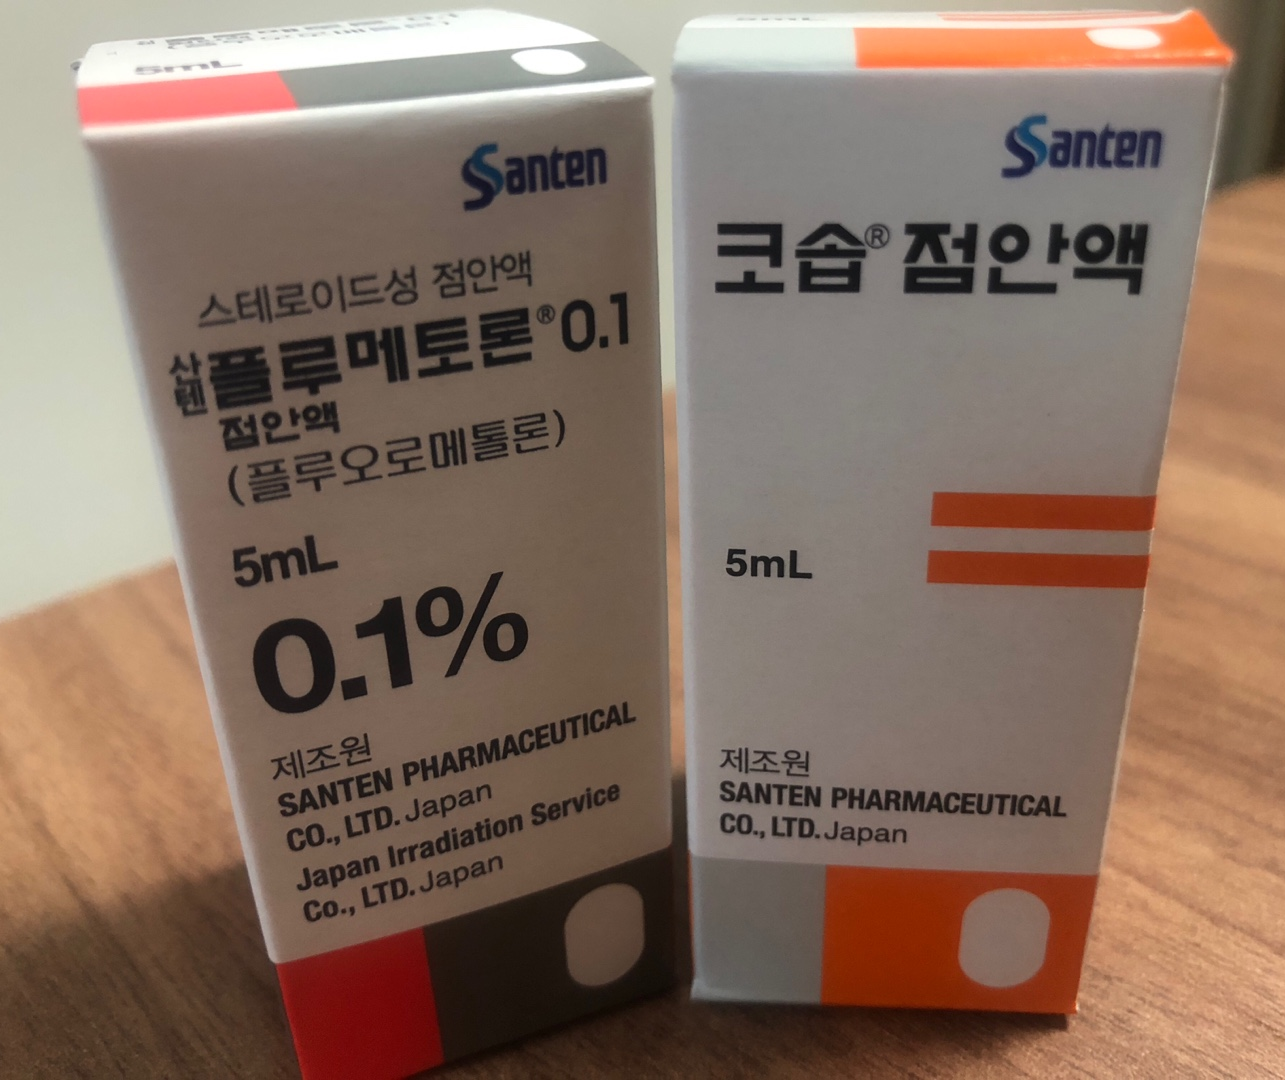 5mL
Santen
스테로이드성 점안액
산텐 플루메토론® 0.1
점안액
(플루오로메톨론)
5mL
0.1%
제조원
SANTEN PHARMACEUTICAL
CO., LTD. Japan
Japan Irradiation Service
Co., LTD. Japan
5mL
Santen
코솝® 점안액
5mL
제조원
SANTEN PHARMACEUTICAL
CO., LTD. Japan